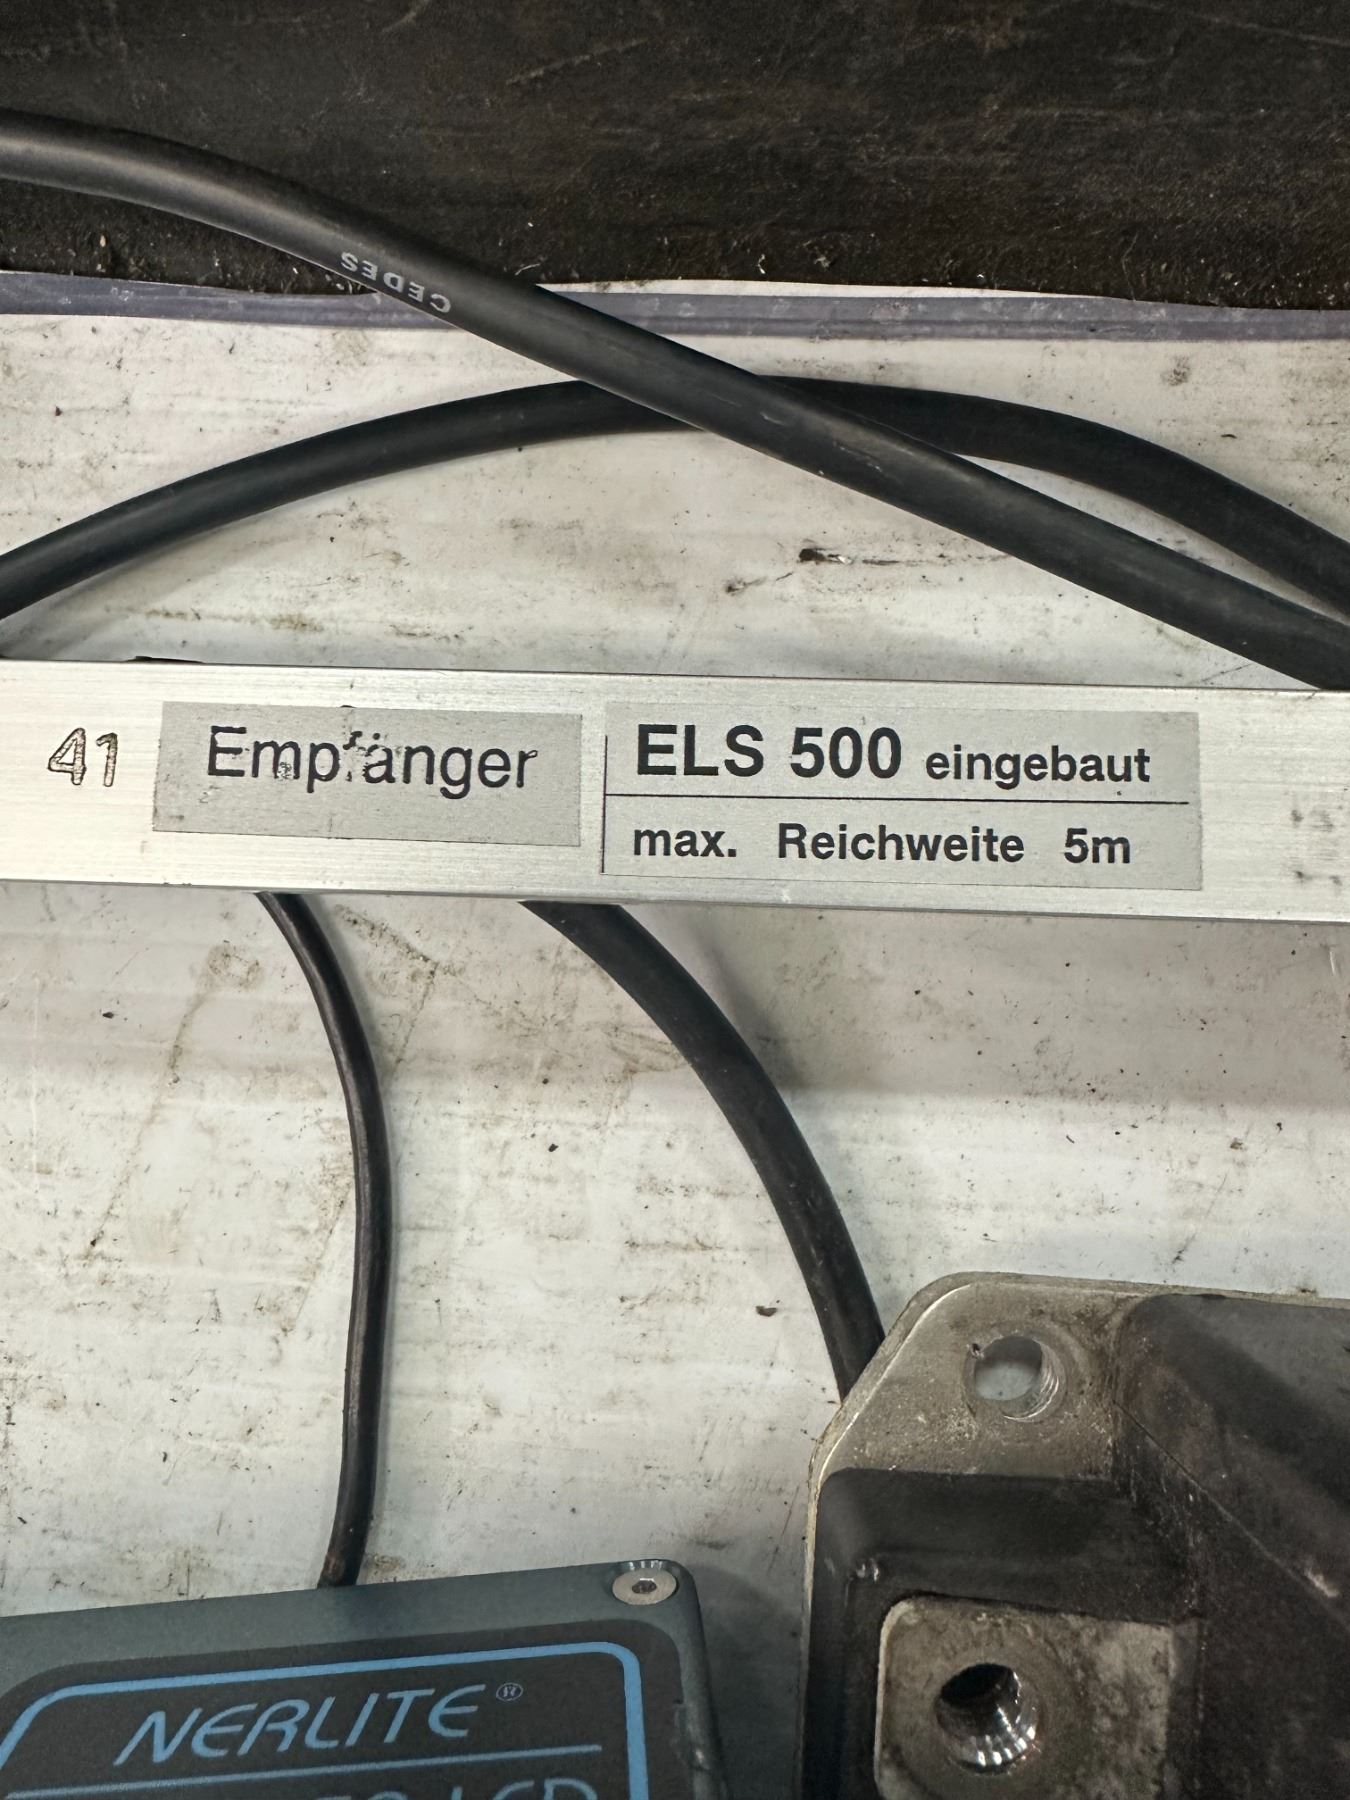 CEDES
41
Empfänger
ELS 500 eingebaut
max. Reichweite 5m
NERLITE®